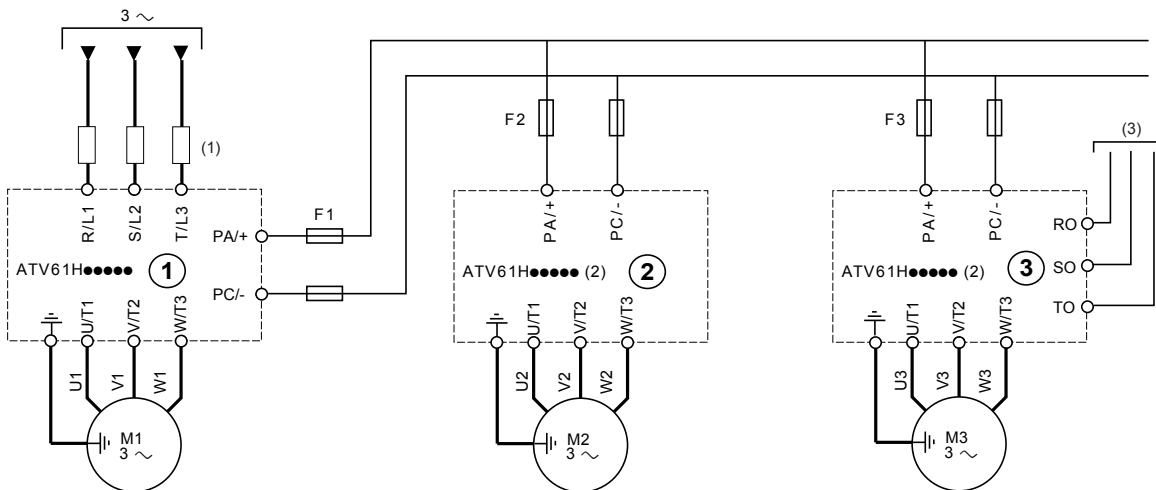 3 ∼
(1)
F2
F3
(3)
R/L1 S/L2 T/L3
F1
PA/+
PC/-
PA/+ PC/-
PA/+ PC/-
RO
SO
TO
ATV61H●●●●● 1
ATV61H●●●●● (2) 2
ATV61H●●●●● (2) 3
U/T1 V/T2 W/T3
U/T1 V/T2 W/T3
U/T1 V/T2 W/T3
U1 V1 W1
U2 V2 W2
U3 V3 W3
M1
3 ∼
M2
3 ∼
M3
3 ∼